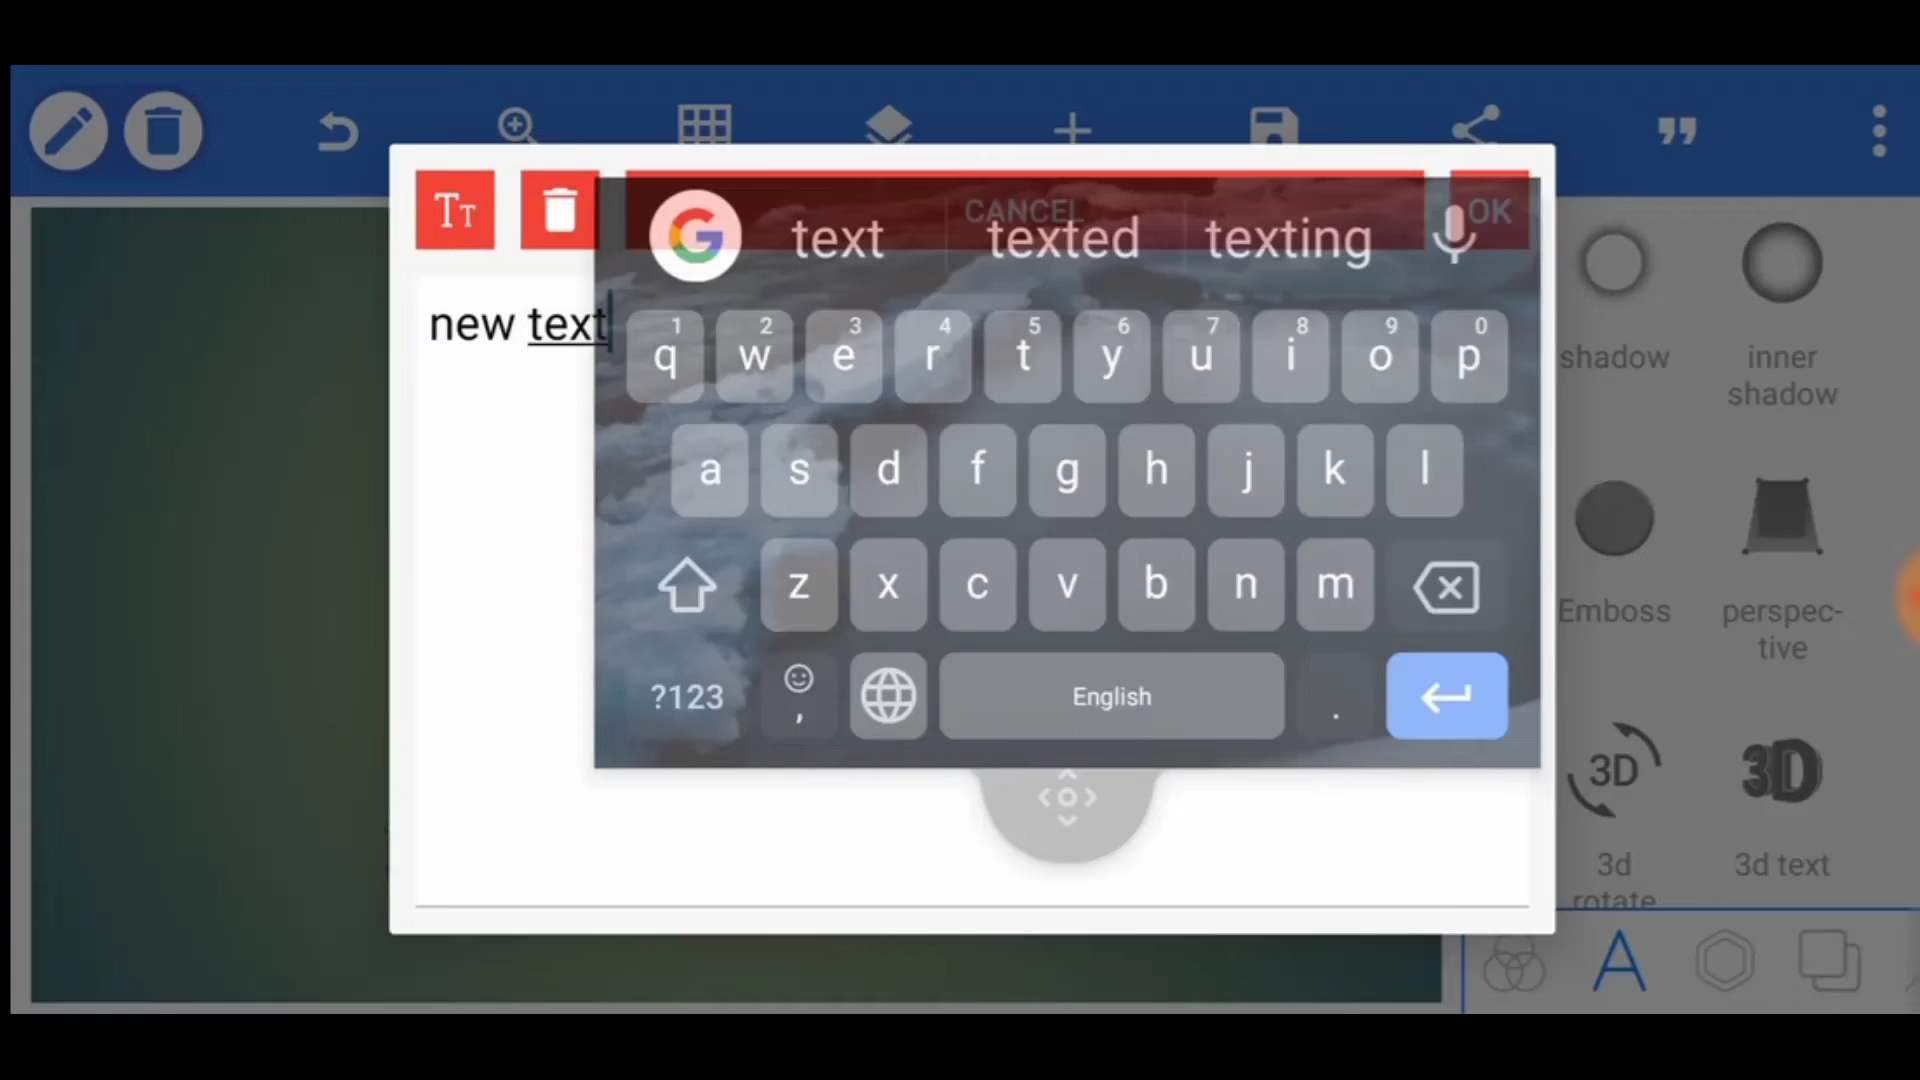 CANCEL
OK
text texted texting
new text
1 2 3 4 5 6 7 8 9 0
q w e r t y u i o p
a s d f g h j k l
z x c v b n m
?123 , English .
shadow
inner
shadow
Emboss
perspec-
tive
3D
3D
3d
rotate
3d text